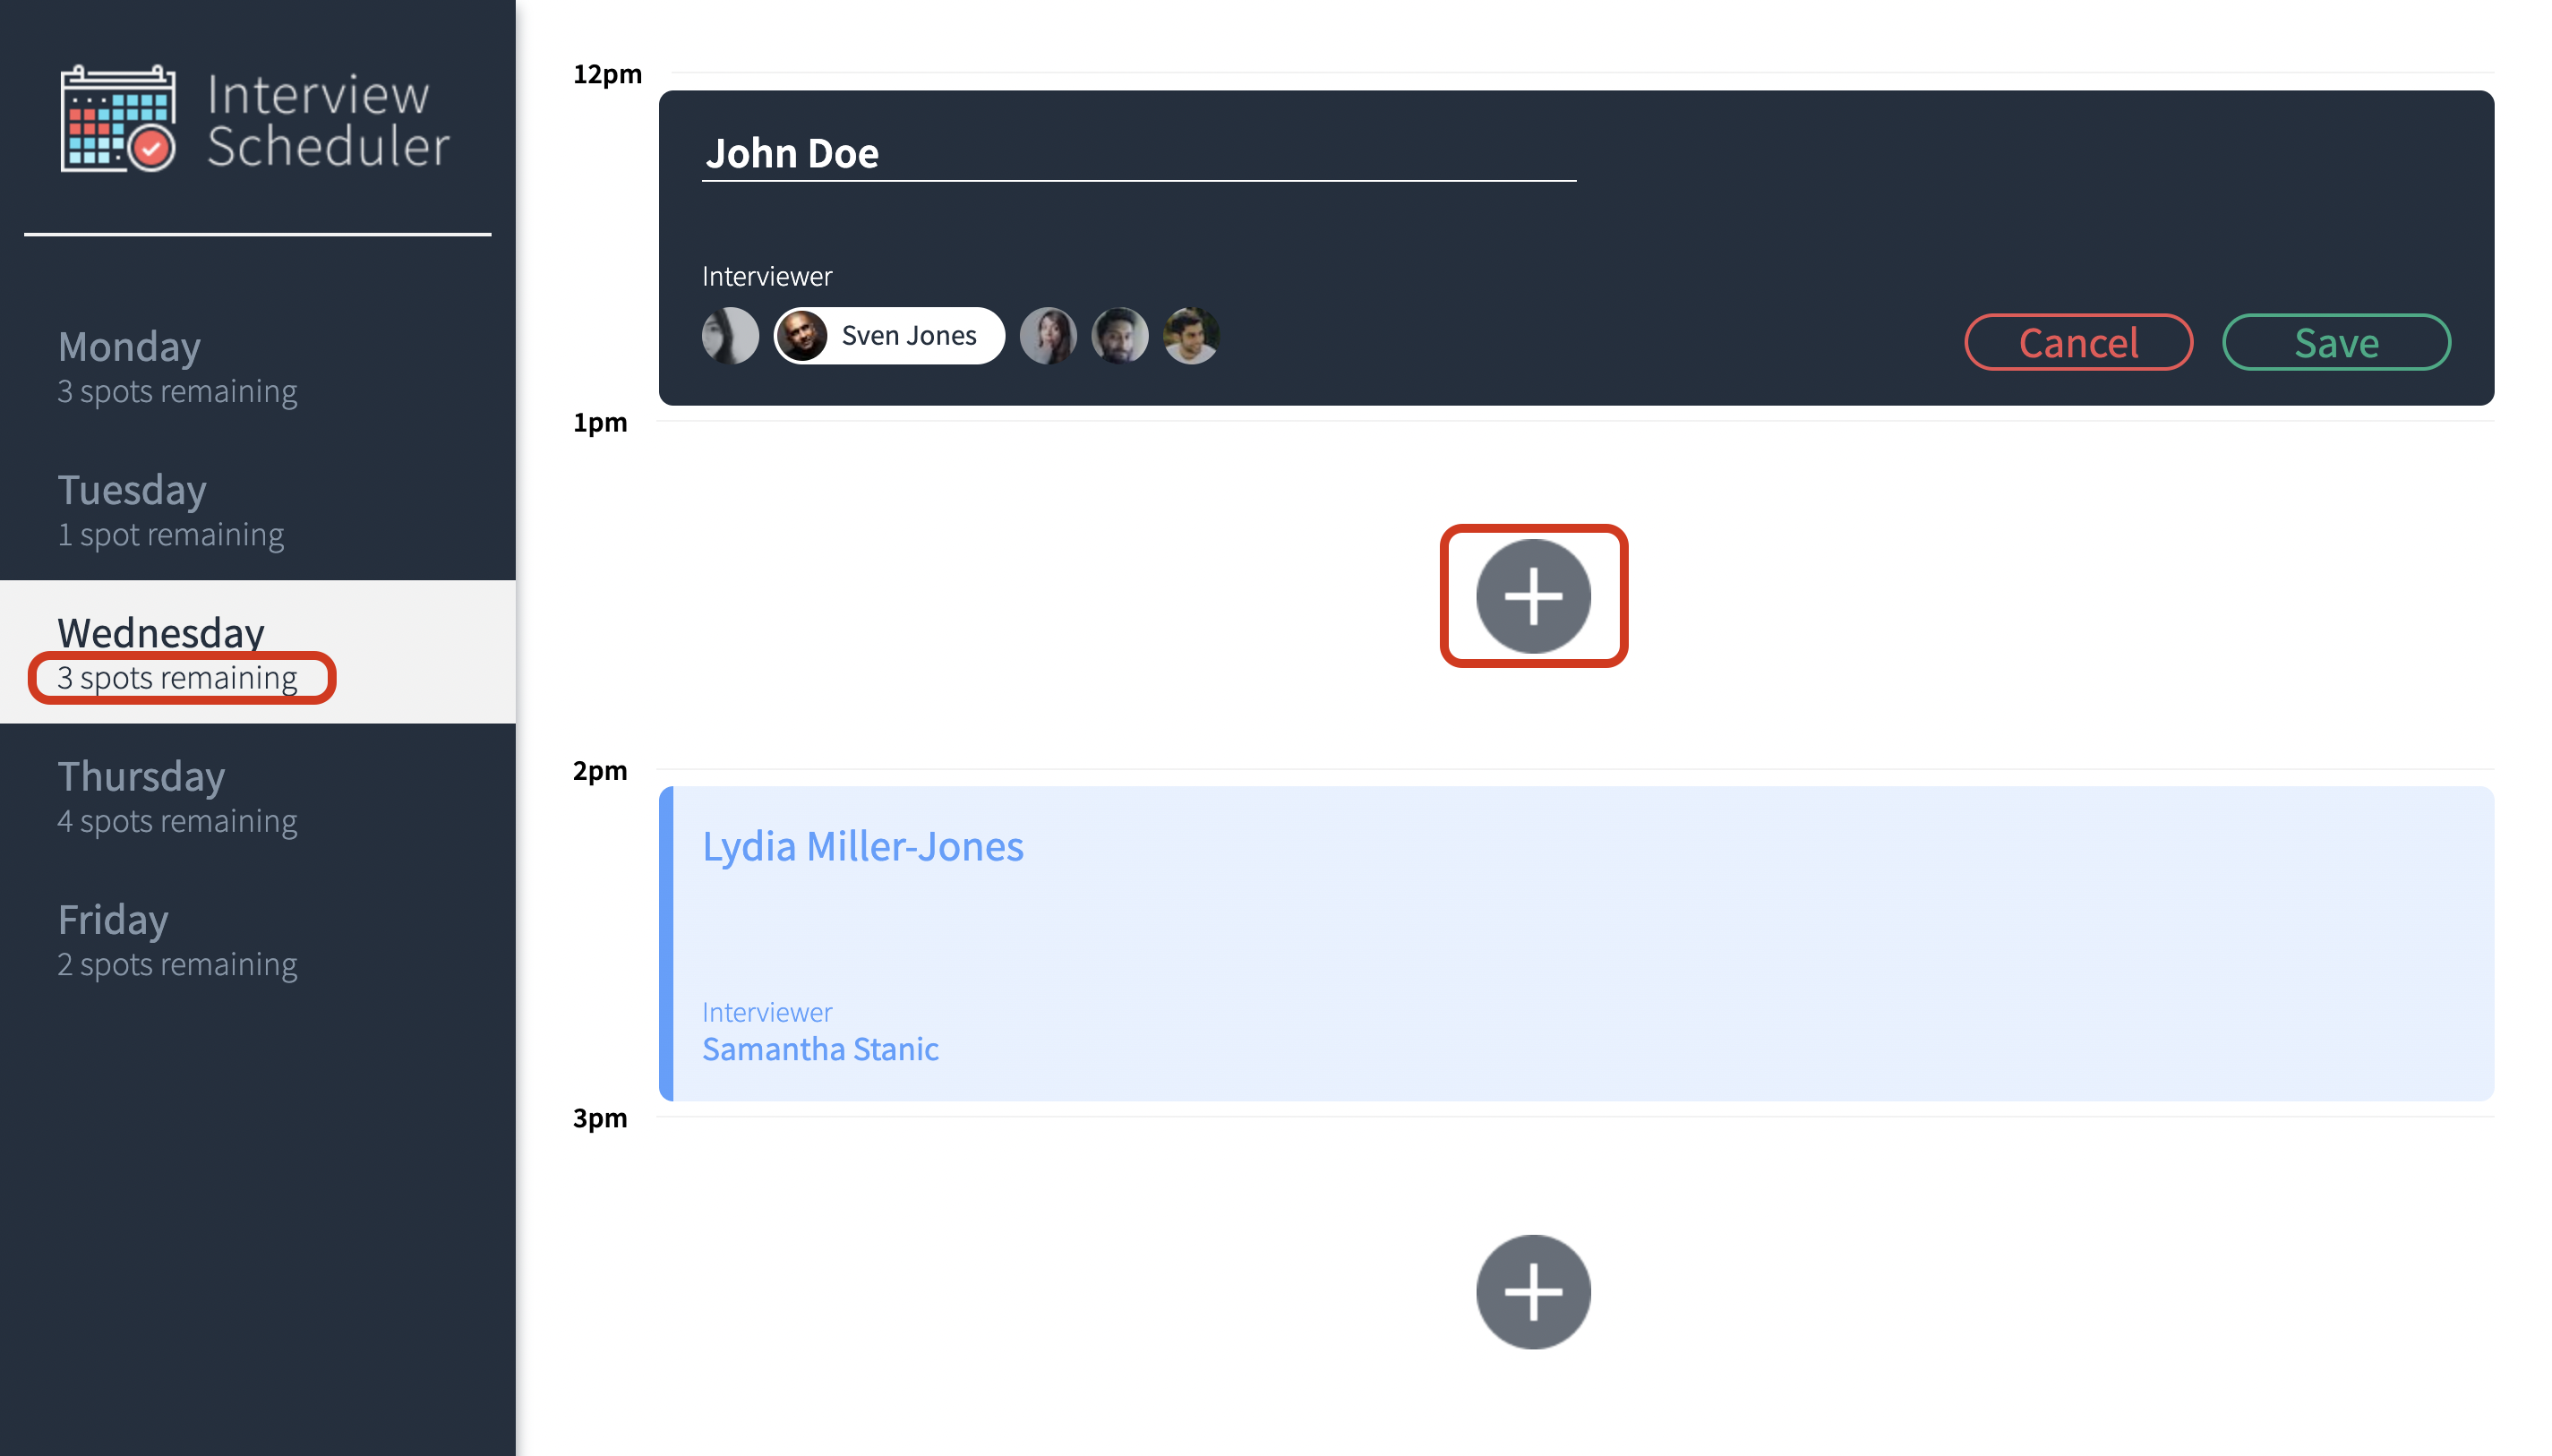 Interview
Scheduler
Monday
3 spots remaining
Tuesday
1 spot remaining
Wednesday
3 spots remaining
Thursday
4 spots remaining
Friday
2 spots remaining
12pm
John Doe
Interviewer
Sven Jones
Cancel
Save
1pm
2pm
Lydia Miller-Jones
Interviewer
Samantha Stanic
3pm